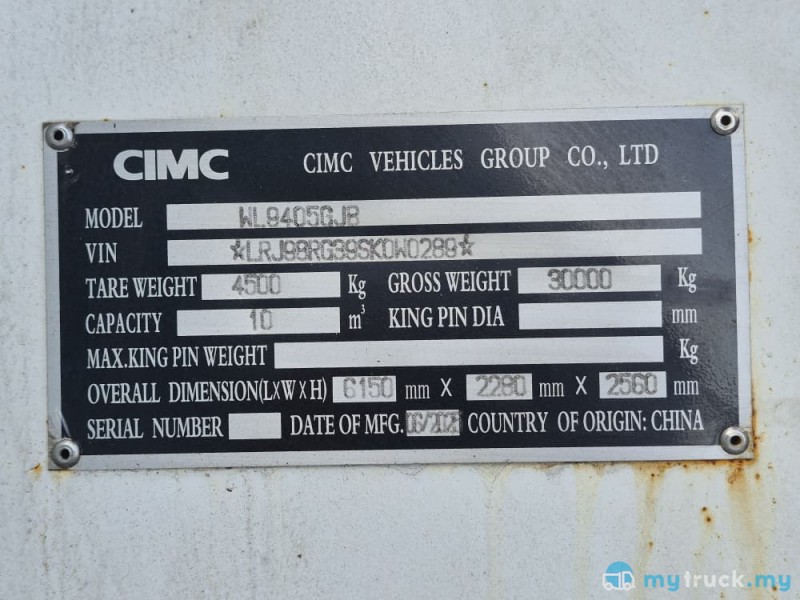 CIMC CIMC VEHICLES GROUP CO., LTD
MODEL WL9405GJB
VIN ☆LRJ98RG39SK0W0289☆
TARE WEIGHT 4500 Kg GROSS WEIGHT 30000 Kg
CAPACITY 10 m³ KING PIN DIA mm
MAX.KING PIN WEIGHT Kg
OVERALL DIMENSION(L×W×H) 6150 mm X 2280 mm X 2560 mm
SERIAL NUMBER DATE OF MFG. COUNTRY OF ORIGIN: CHINA
mytruck.my